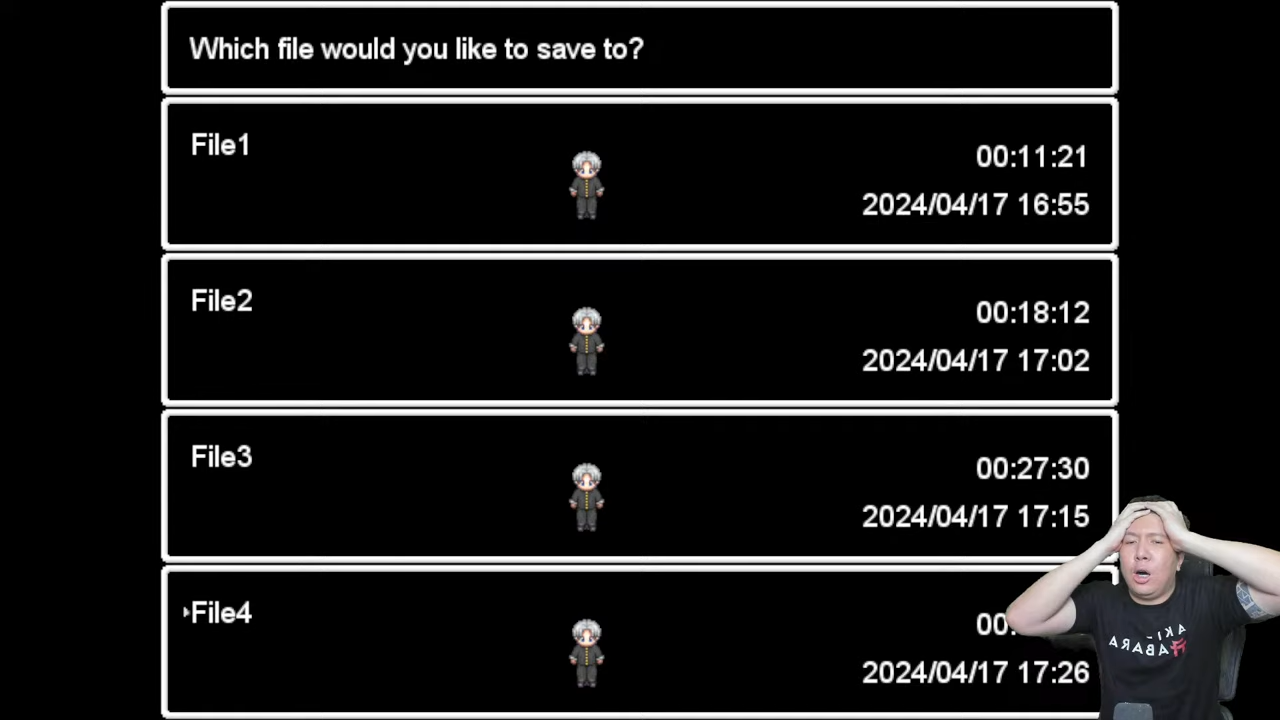 Which file would you like to save to?
File1
00:11:21
2024/04/17 16:55
File2
00:18:12
2024/04/17 17:02
File3
00:27:30
2024/04/17 17:15
File4
00:
2024/04/17 17:26